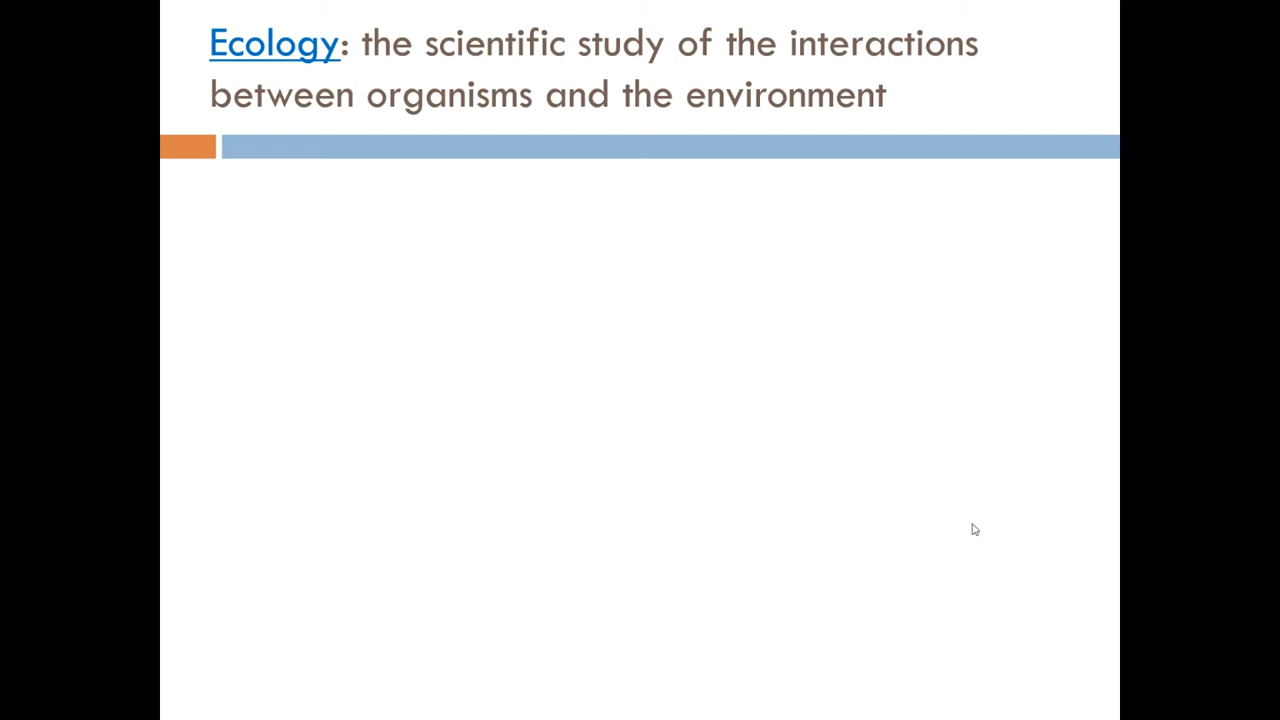 Ecology: the scientific study of the interactions
between organisms and the environment